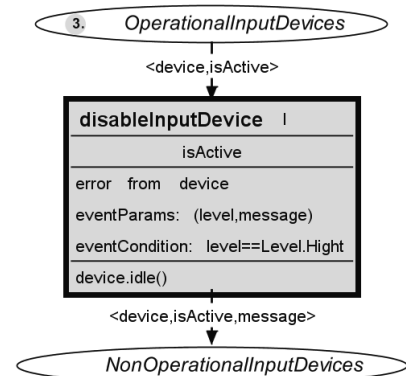 3. OperationalInputDevices
<device,isActive>
disableInputDevice I
isActive
error from device
eventParams: (level,message)
eventCondition: level==Level.Hight
device.idle()
<device,isActive,message>
NonOperationalInputDevices